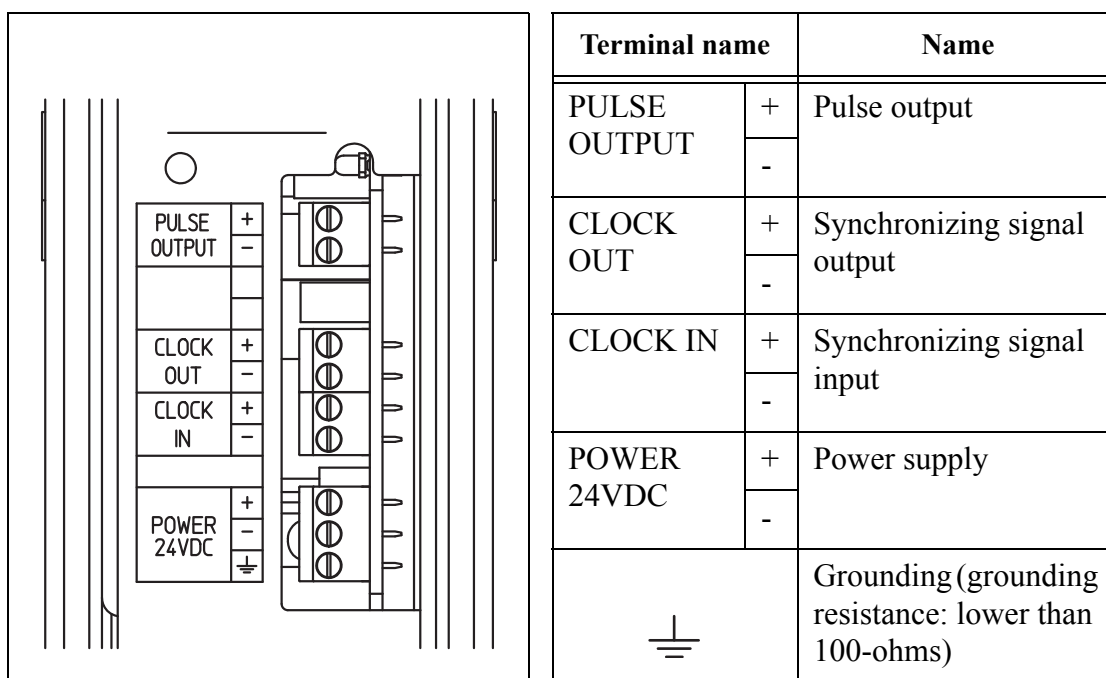 PULSE +
OUTPUT -
CLOCK +
OUT -
CLOCK +
IN -
+
POWER -
24VDC
Terminal name Name
PULSE + Pulse output
OUTPUT
-
CLOCK + Synchronizing signal
OUT output
-
CLOCK IN + Synchronizing signal
input
-
POWER + Power supply
24VDC
-
Grounding (grounding
resistance: lower than
100-ohms)